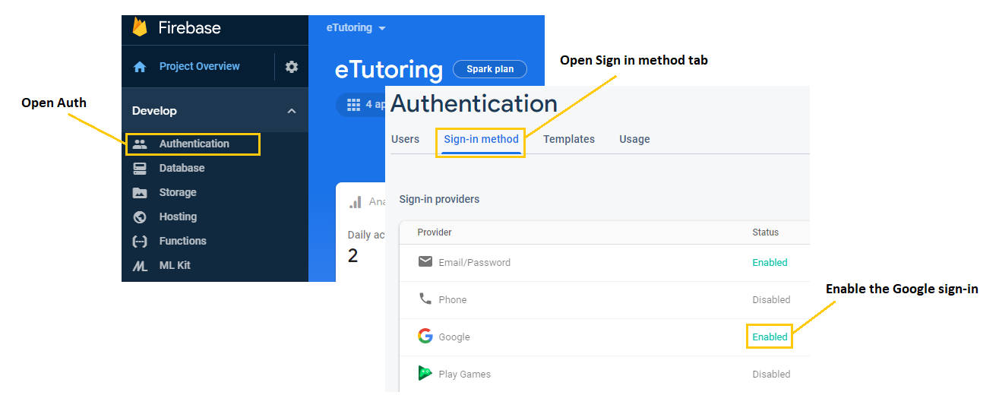 Firebase
eTutoring
Project Overview
eTutoring
Spark plan
Open Sign in method tab
4 ap
Authentication
Open Auth
Develop
Users Sign-in method Templates Usage
Authentication
Database
Storage
Hosting
Functions
ML Kit
Ana
Daily ac
2
Sign-in providers
Provider Status
Email/Password Enabled
Phone Disabled
Enable the Google sign-in
Google Enabled
Play Games Disabled